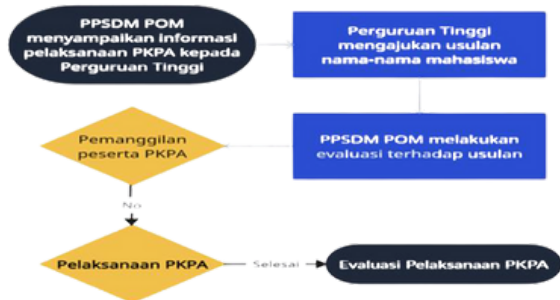 PPSDM POM
menyampaikan informasi
pelaksanaan PKPA kepada
Perguruan Tinggi
Perguruan Tinggi
mengajukan usulan
nama-nama mahasiswa
PPSDM POM melakukan
evaluasi terhadap usulan
Pemanggilan
peserta PKPA
No
Pelaksanaan PKPA
Selesai
Evaluasi Pelaksanaan PKPA